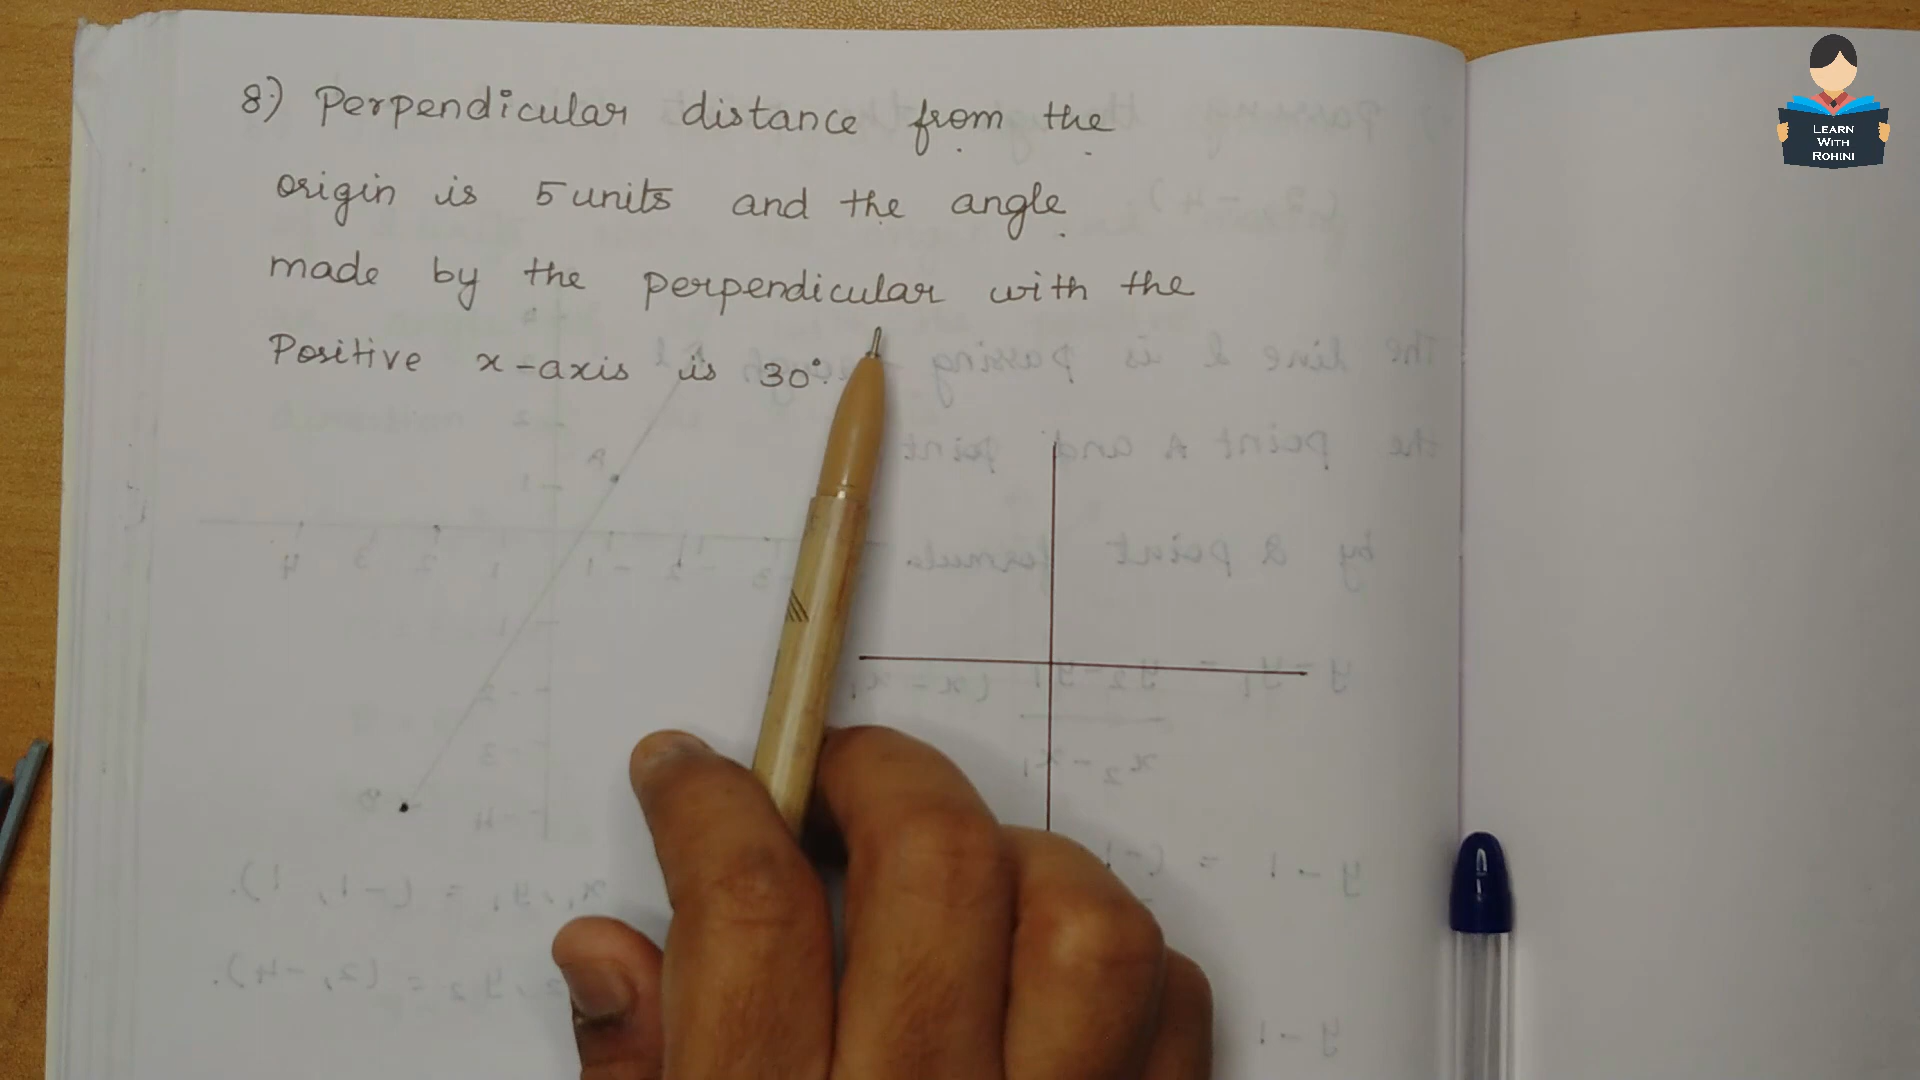 8) Perpendicular distance from the
origin is 5 units and the angle
made by the perpendicular with the
Positive x-axis is 30°.
LEARN
WITH
ROHINI